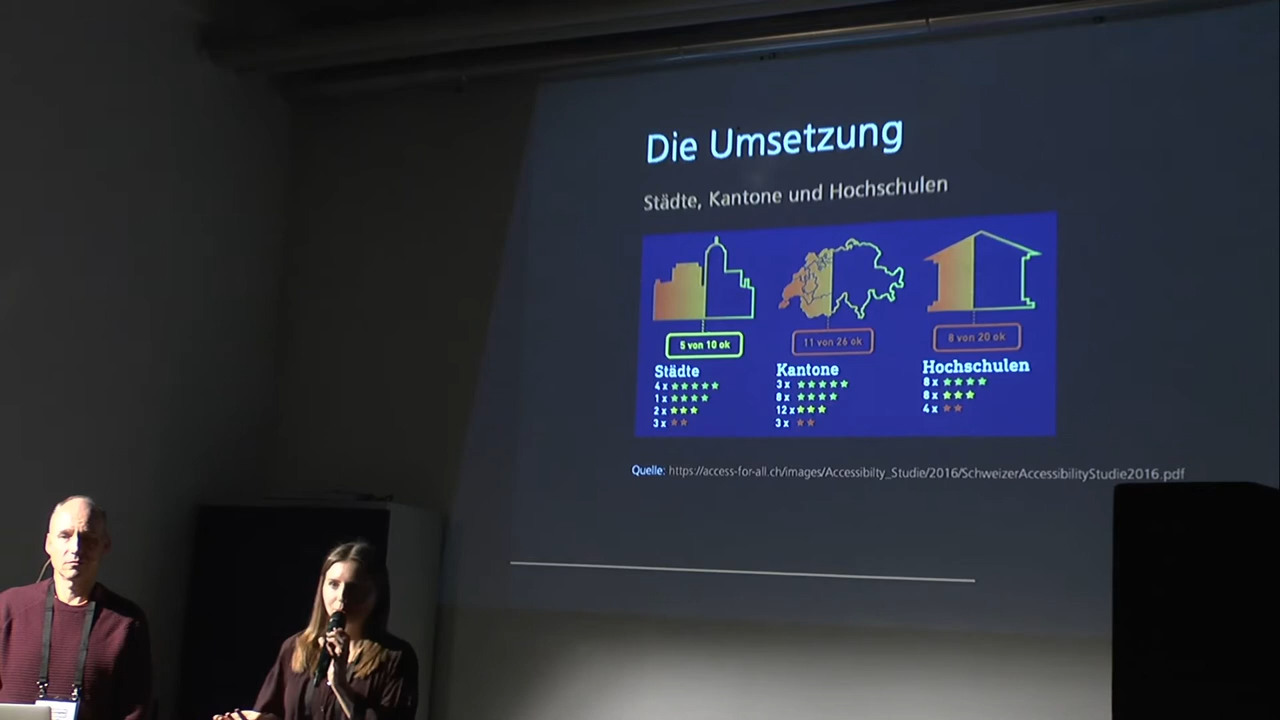 Die Umsetzung
Städte, Kantone und Hochschulen
5 von 10 ok
11 von 26 ok
8 von 20 ok
Städte
4 x ★★★★★
1 x ★★★★
2 x ★★★
3 x ★★
Kantone
3 x ★★★★★
8 x ★★★★
12 x ★★★
3 x ★★
Hochschulen
8 x ★★★★
8 x ★★★
4 x ★★
Quelle: https://access-for-all.ch/images/Accessibilty_Studie/2016/SchweizerAccessibilityStudie2016.pdf